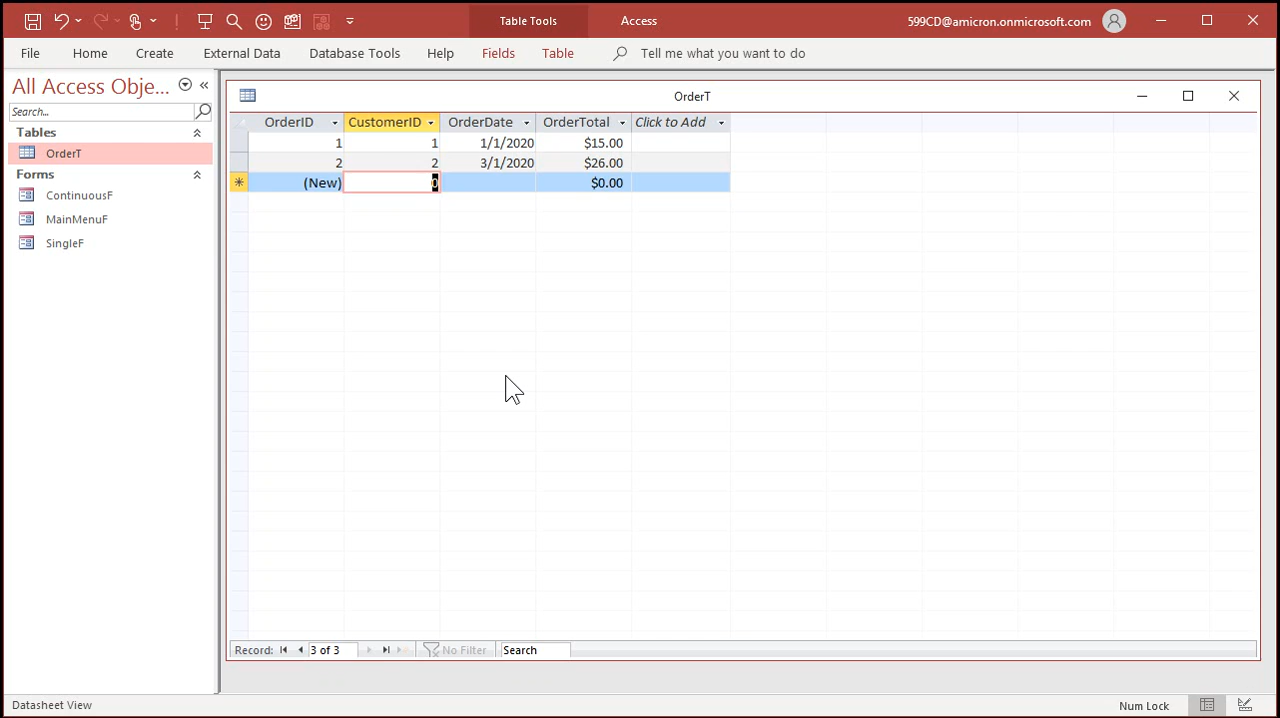 Table Tools
Access
599CD@amicron.onmicrosoft.com
File
Home
Create
External Data
Database Tools
Help
Fields
Table
Tell me what you want to do
All Access Obje...
Search...
Tables
OrderT
Forms
ContinuousF
MainMenuF
SingleF
OrderT
OrderID CustomerID OrderDate OrderTotal Click to Add
1 1 1/1/2020 $15.00
2 2 3/1/2020 $26.00
(New) 0 $0.00
Record: 3 of 3 No Filter Search
Datasheet View
Num Lock